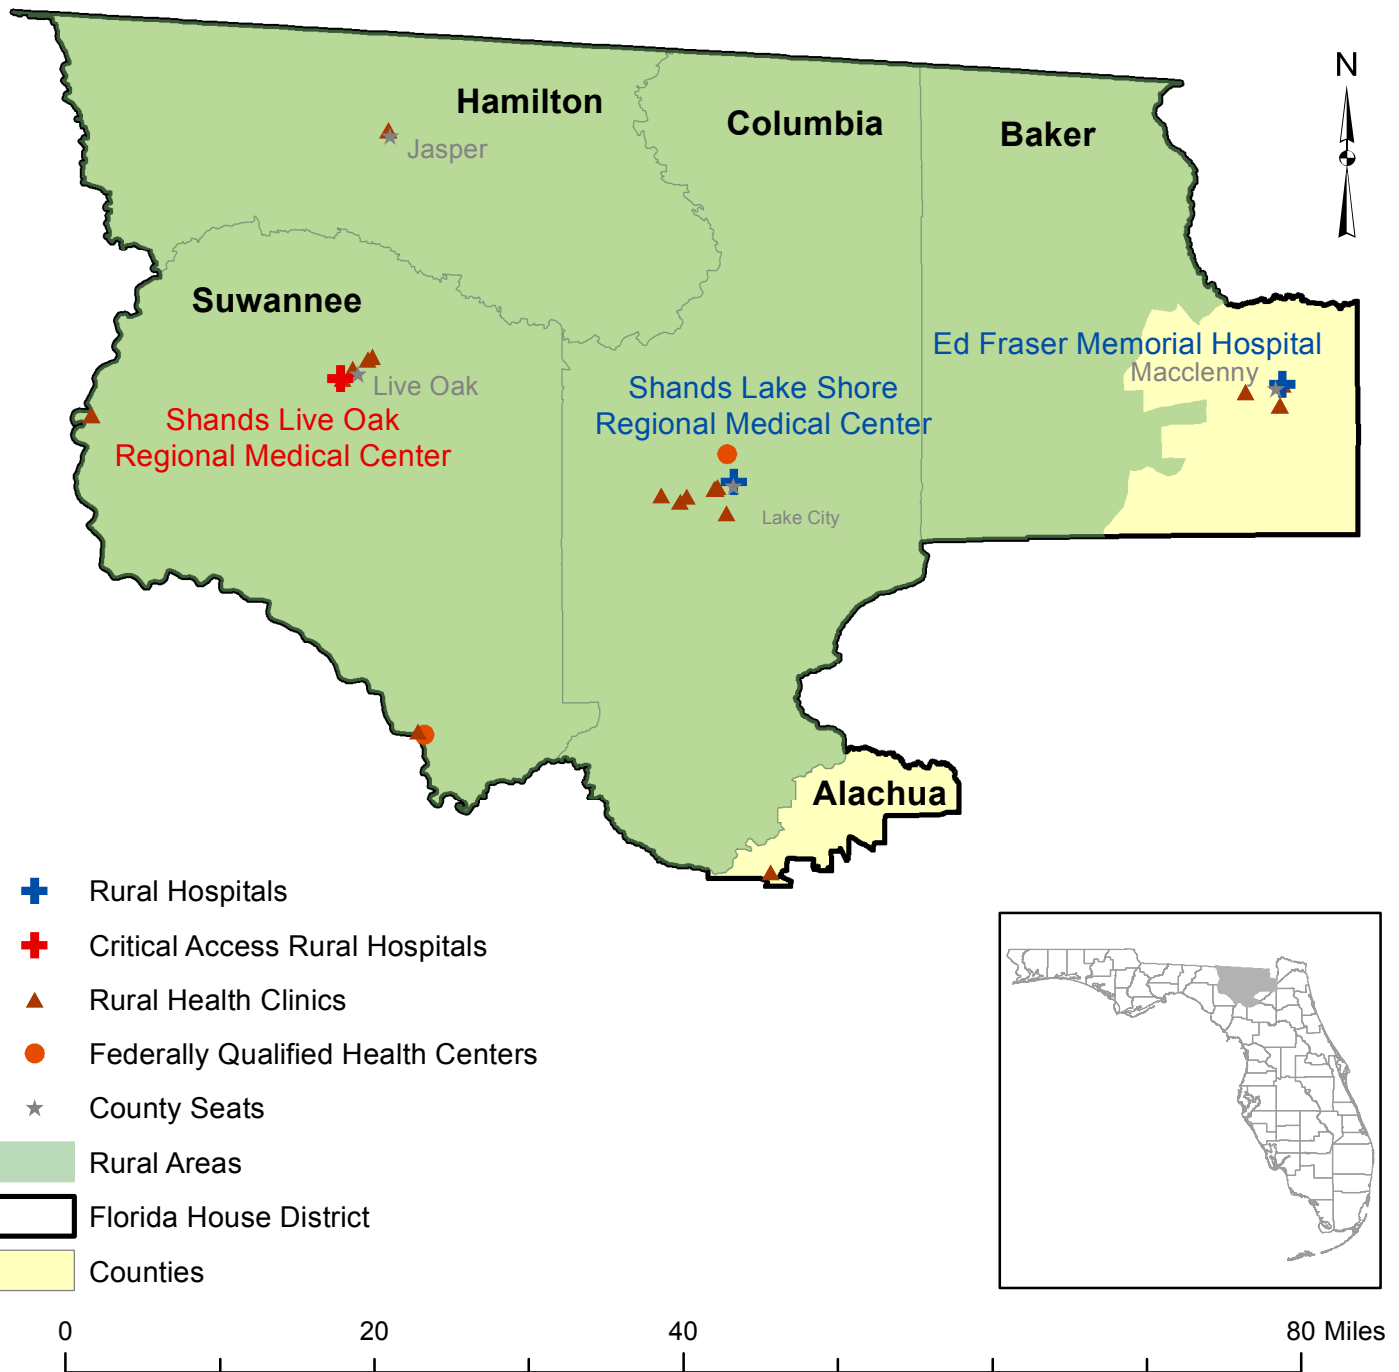 N
Hamilton
Columbia
Baker
Jasper
Suwannee
Ed Fraser Memorial Hospital
Macclenny
Live Oak
Shands Lake Shore
Regional Medical Center
Shands Live Oak
Regional Medical Center
Lake City
Alachua
Rural Hospitals
Critical Access Rural Hospitals
Rural Health Clinics
Federally Qualified Health Centers
County Seats
Rural Areas
Florida House District
Counties
0 20 40 80 Miles